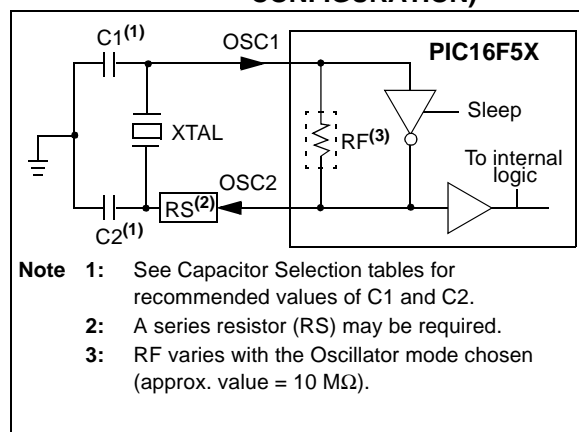 CONFIGURATION)
C1(1)
OSC1
PIC16F5X
Sleep
XTAL
RF(3)
To internal
logic
OSC2
RS(2)
C2(1)
Note 1: See Capacitor Selection tables for
recommended values of C1 and C2.
2: A series resistor (RS) may be required.
3: RF varies with the Oscillator mode chosen
(approx. value = 10 MΩ).